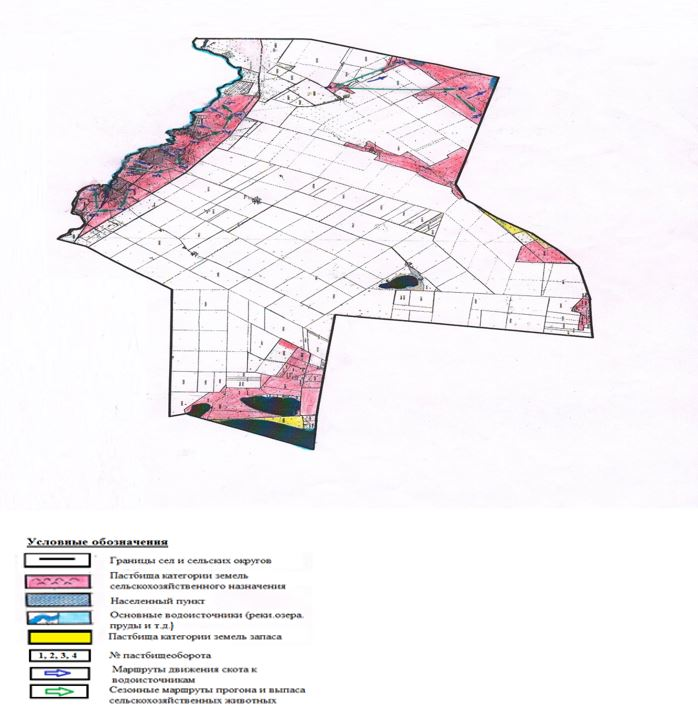 Условные обозначения
Границы сел и сельских округов
Пастбища категории земель
сельскохозяйственного назначения
Населенный пункт
Основные водоисточники (реки.озера.
пруды и т.д.)
Пастбища категории земель запаса
1, 2, 3, 4
№ пастбищеоборота
Маршруты движения скота к
водоисточникам
Сезонные маршруты прогона и выпаса
сельскохозяйственных животных